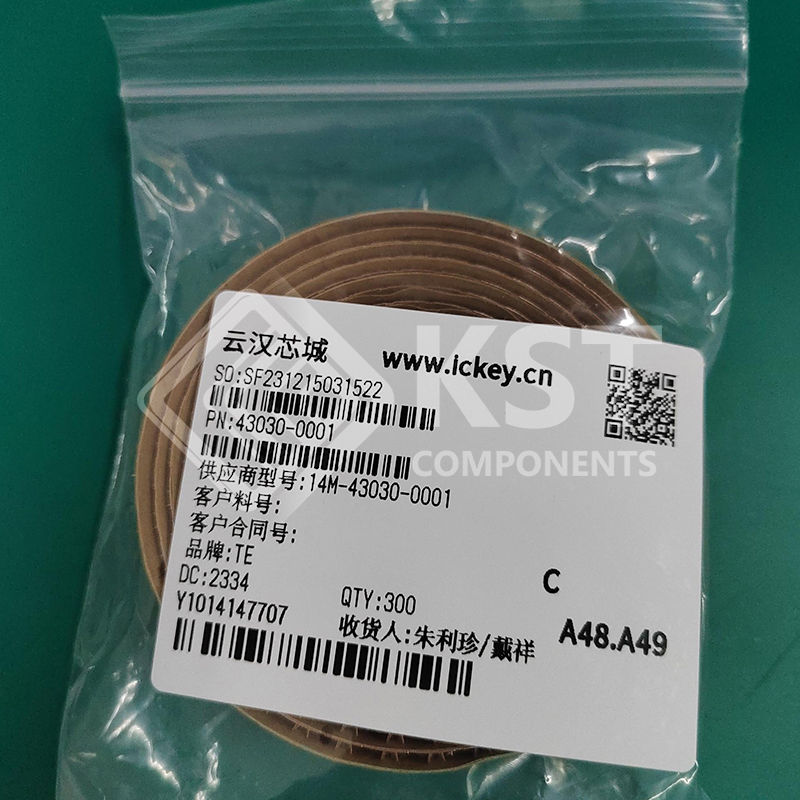 云汉芯城 www.ickey.cn
SO:SF231215031522
PN:43030-0001
供应商型号:14M-43030-0001
客户料号:
客户合同号:
品牌:TE
DC:2334 QTY:300
C
Y1014147707 收货人:朱利珍/戴祥
A48.A49
KST
COMPONENTS